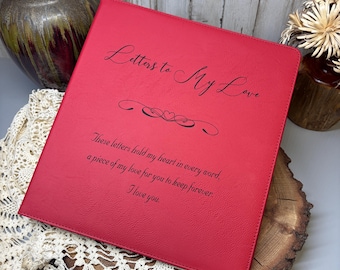 Letters to My Love
These letters hold my heart in every word,
a piece of my love for you to keep forever.
I love you.